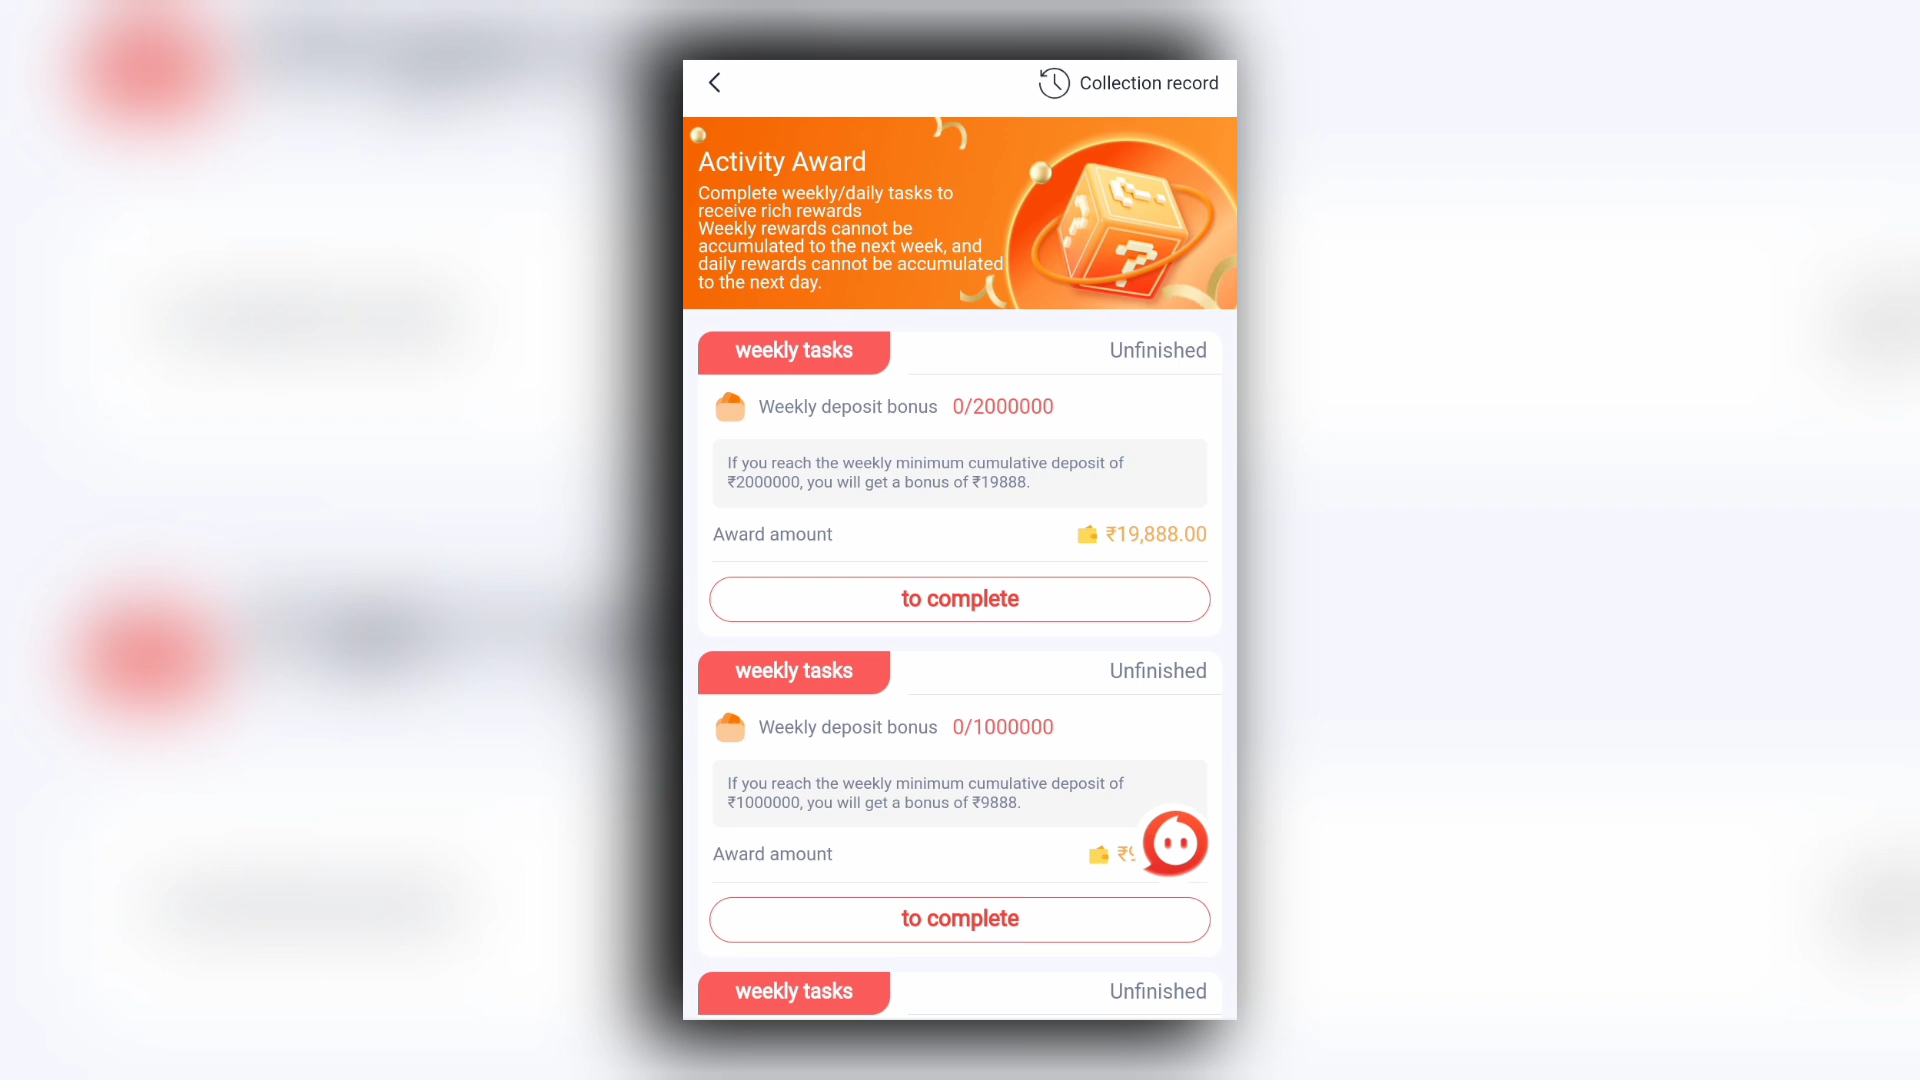 Collection record
Activity Award
Complete weekly/daily tasks to
receive rich rewards
Weekly rewards cannot be
accumulated to the next week, and
daily rewards cannot be accumulated
to the next day.
weekly tasks
Unfinished
Weekly deposit bonus 0/2000000
If you reach the weekly minimum cumulative deposit of
₹2000000, you will get a bonus of ₹19888.
Award amount
₹19,888.00
to complete
weekly tasks
Unfinished
Weekly deposit bonus 0/1000000
If you reach the weekly minimum cumulative deposit of
₹1000000, you will get a bonus of ₹9888.
Award amount
to complete
weekly tasks
Unfinished